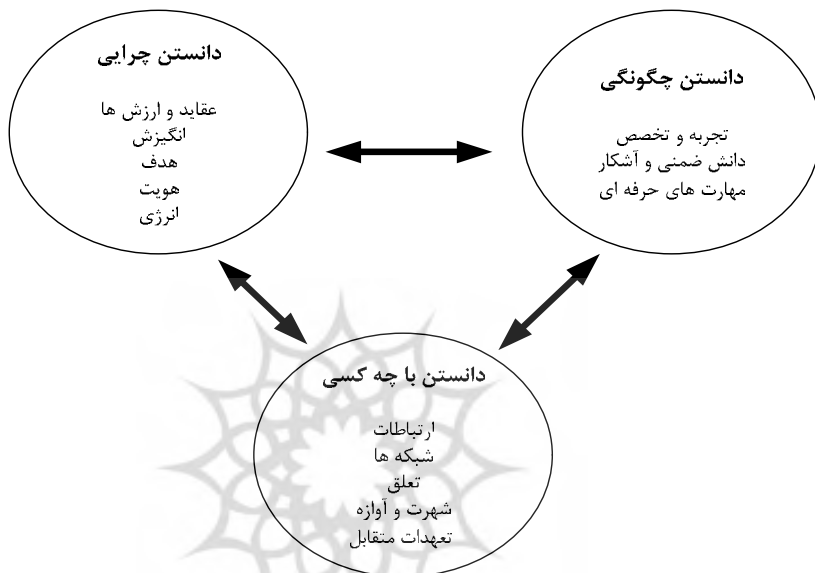 دانستن چرایی
عقاید و ارزش ها
انگیزش
هدف
هویت
انرژی
دانستن چگونگی
تجربه و تخصص
دانش ضمنی و آشکار
مهارت های حرفه ای
دانستن با چه کسی
ارتباطات
شبکه ها
تعلق
شهرت و آوازه
تعهدات متقابل